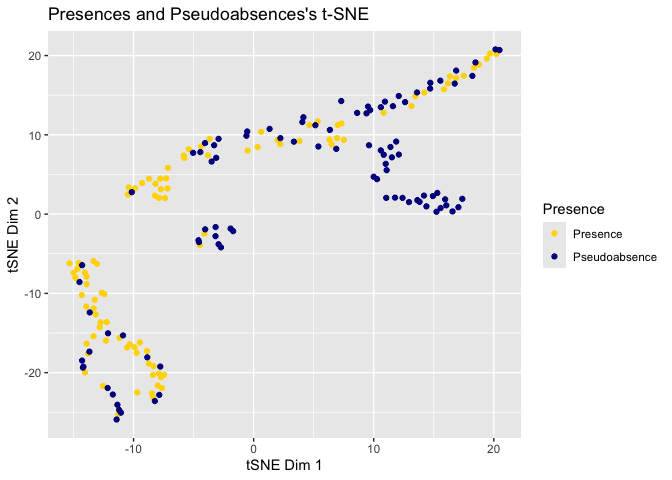 Presences and Pseudoabsences's t-SNE
20
10
0
-10
-20
tSNE Dim 2
-10
0
10
20
tSNE Dim 1
Presence
Presence
Pseudoabsence